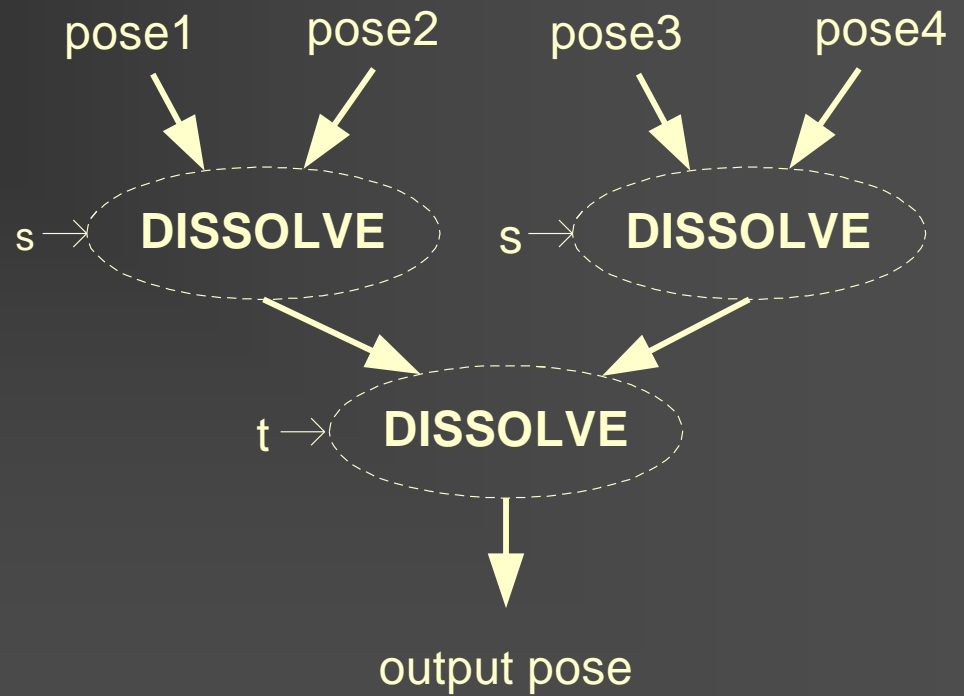 pose1 pose2 pose3 pose4
s DISSOLVE s DISSOLVE
t DISSOLVE
output pose